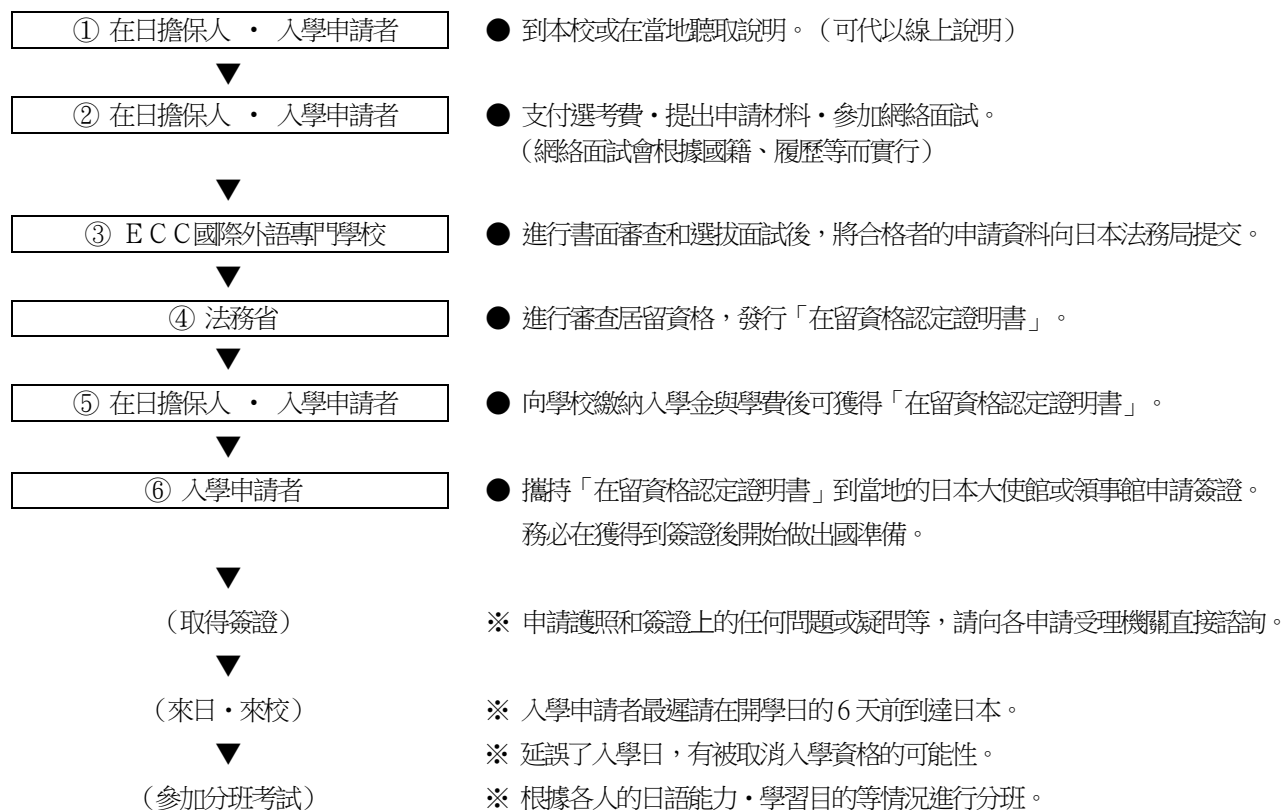 ① 在日擔保人 ・ 入學申請者
● 到本校或在當地聽取說明。（可代以線上說明）
▼
② 在日擔保人 ・ 入學申請者
● 支付選考費・提出申請材料・參加網絡面試。
（網絡面試會根據國籍、履歷等而實行）
▼
③ ＥＣＣ國際外語專門學校
● 進行書面審查和選拔面試後，將合格者的申請資料向日本法務局提交。
▼
④ 法務省
● 進行審查居留資格，發行「在留資格認定證明書」。
▼
⑤ 在日擔保人 ・ 入學申請者
● 向學校繳納入學金與學費後可獲得「在留資格認定證明書」。
▼
⑥ 入學申請者
● 攜持「在留資格認定證明書」到當地的日本大使館或領事館申請簽證。
務必在獲得到簽證後開始做出國準備。
▼
（取得簽證）
※ 申請護照和簽證上的任何問題或疑問等，請向各申請受理機關直接諮詢。
▼
（來日・來校）
※ 入學申請者最遲請在開學日的６天前到達日本。
▼
※ 延誤了入學日，有被取消入學資格的可能性。
（參加分班考試）
※ 根據各人的日語能力・學習目的等情況進行分班。